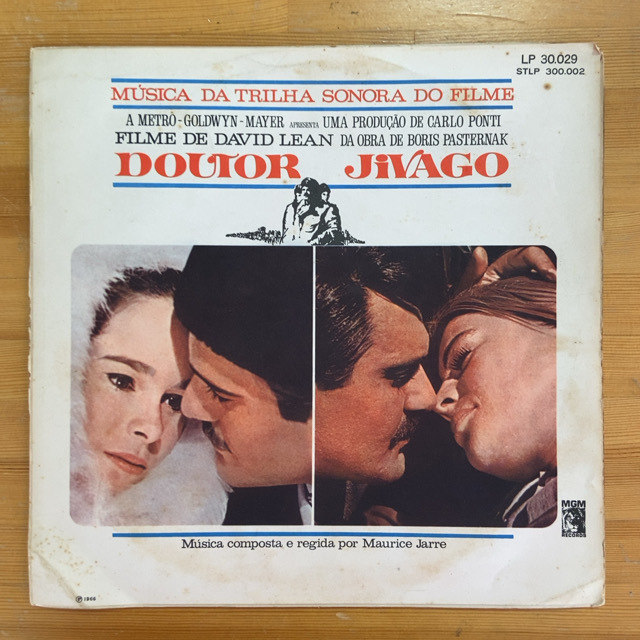 LP 30.029
STLP 300.002
MÚSICA DA TRILHA SONORA DO FILME
A METRÔ-GOLDWYN-MAYER APRESENTA UMA PRODUÇÃO DE CARLO PONTI
FILME DE DAVID LEAN DA OBRA DE BORIS PASTERNAK
DOUTOR JIVAGO
MGM
RECORDS
Música composta e regida por Maurice Jarre
℗ 1966